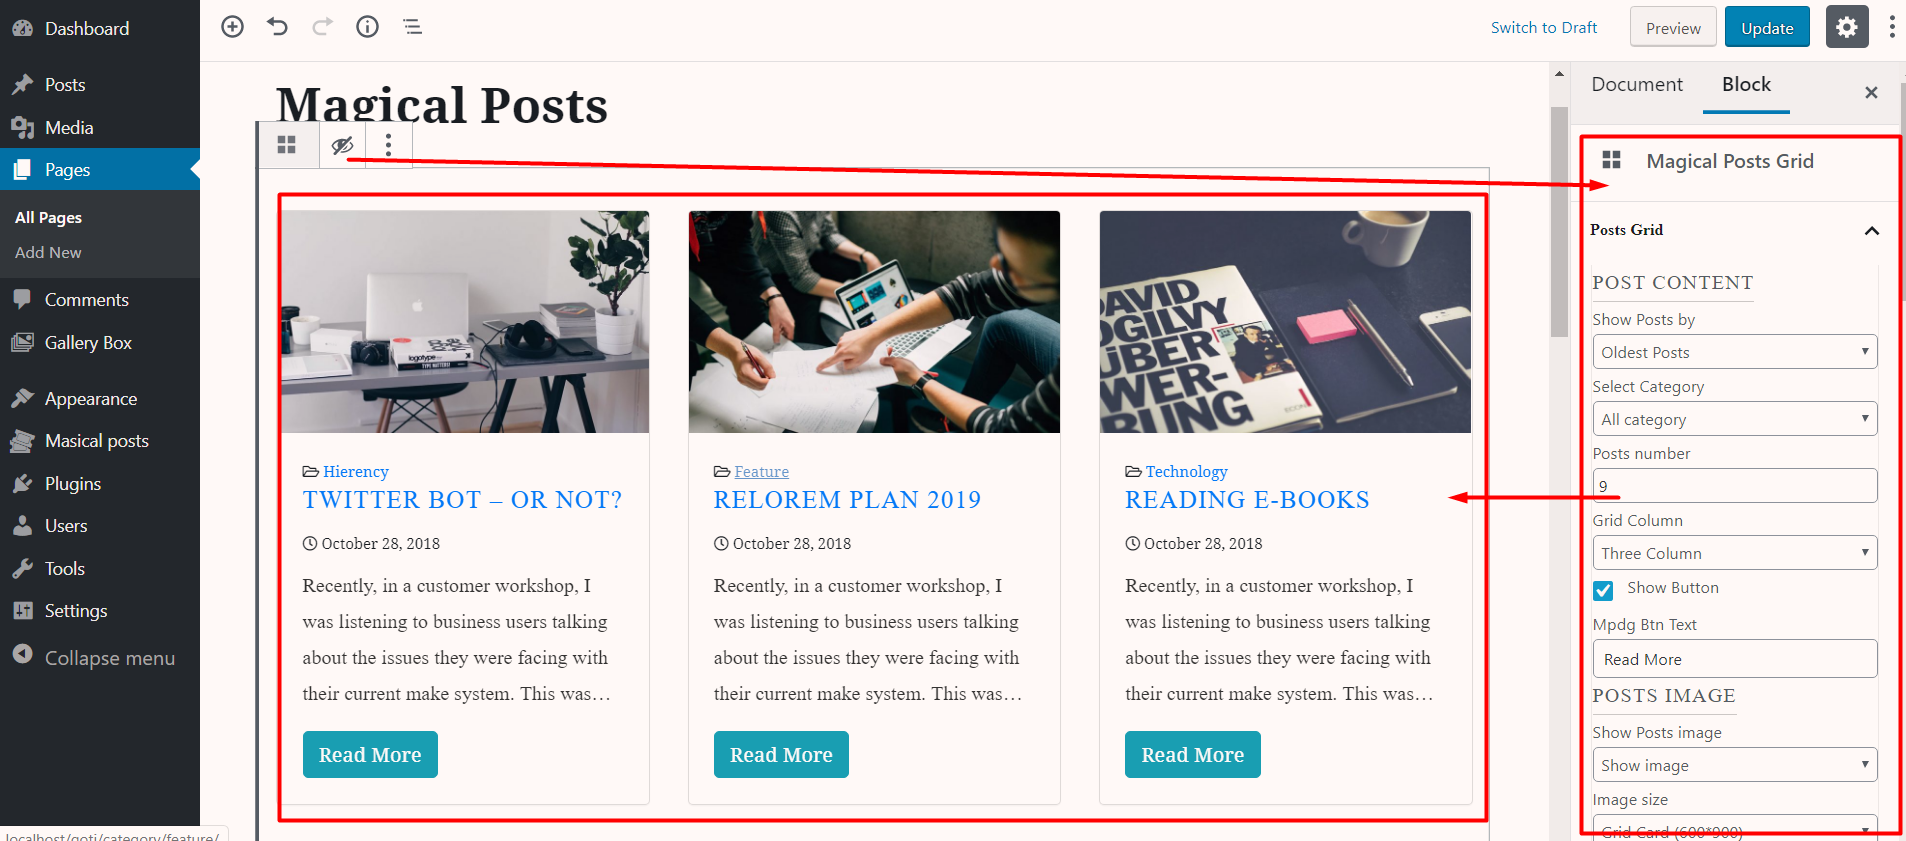 Dashboard
Posts
Media
Pages
All Pages
Add New
Comments
Gallery Box
Appearance
Masical posts
Plugins
Users
Tools
Settings
Collapse menu
localhost/goti/category/feature/
Switch to Draft
Preview
Update
Magical Posts
logotype
TYPE MATTERS!
Hierency
TWITTER BOT – OR NOT?
October 28, 2018
Recently, in a customer workshop, I
was listening to business users talking
about the issues they were facing with
their current make system. This was…
Read More
Feature
RELOREM PLAN 2019
October 28, 2018
Recently, in a customer workshop, I
was listening to business users talking
about the issues they were facing with
their current make system. This was…
Read More
DAVID
OGILVY
ÜBER
WER-
BUNG
ECON
Technology
READING E-BOOKS
October 28, 2018
Recently, in a customer workshop, I
was listening to business users talking
about the issues they were facing with
their current make system. This was…
Read More
Document
Block
Magical Posts Grid
Posts Grid
POST CONTENT
Show Posts by
Oldest Posts
Select Category
All category
Posts number
9
Grid Column
Three Column
Show Button
Mpdg Btn Text
Read More
POSTS IMAGE
Show Posts image
Show image
Image size
Grid Card (600*900)